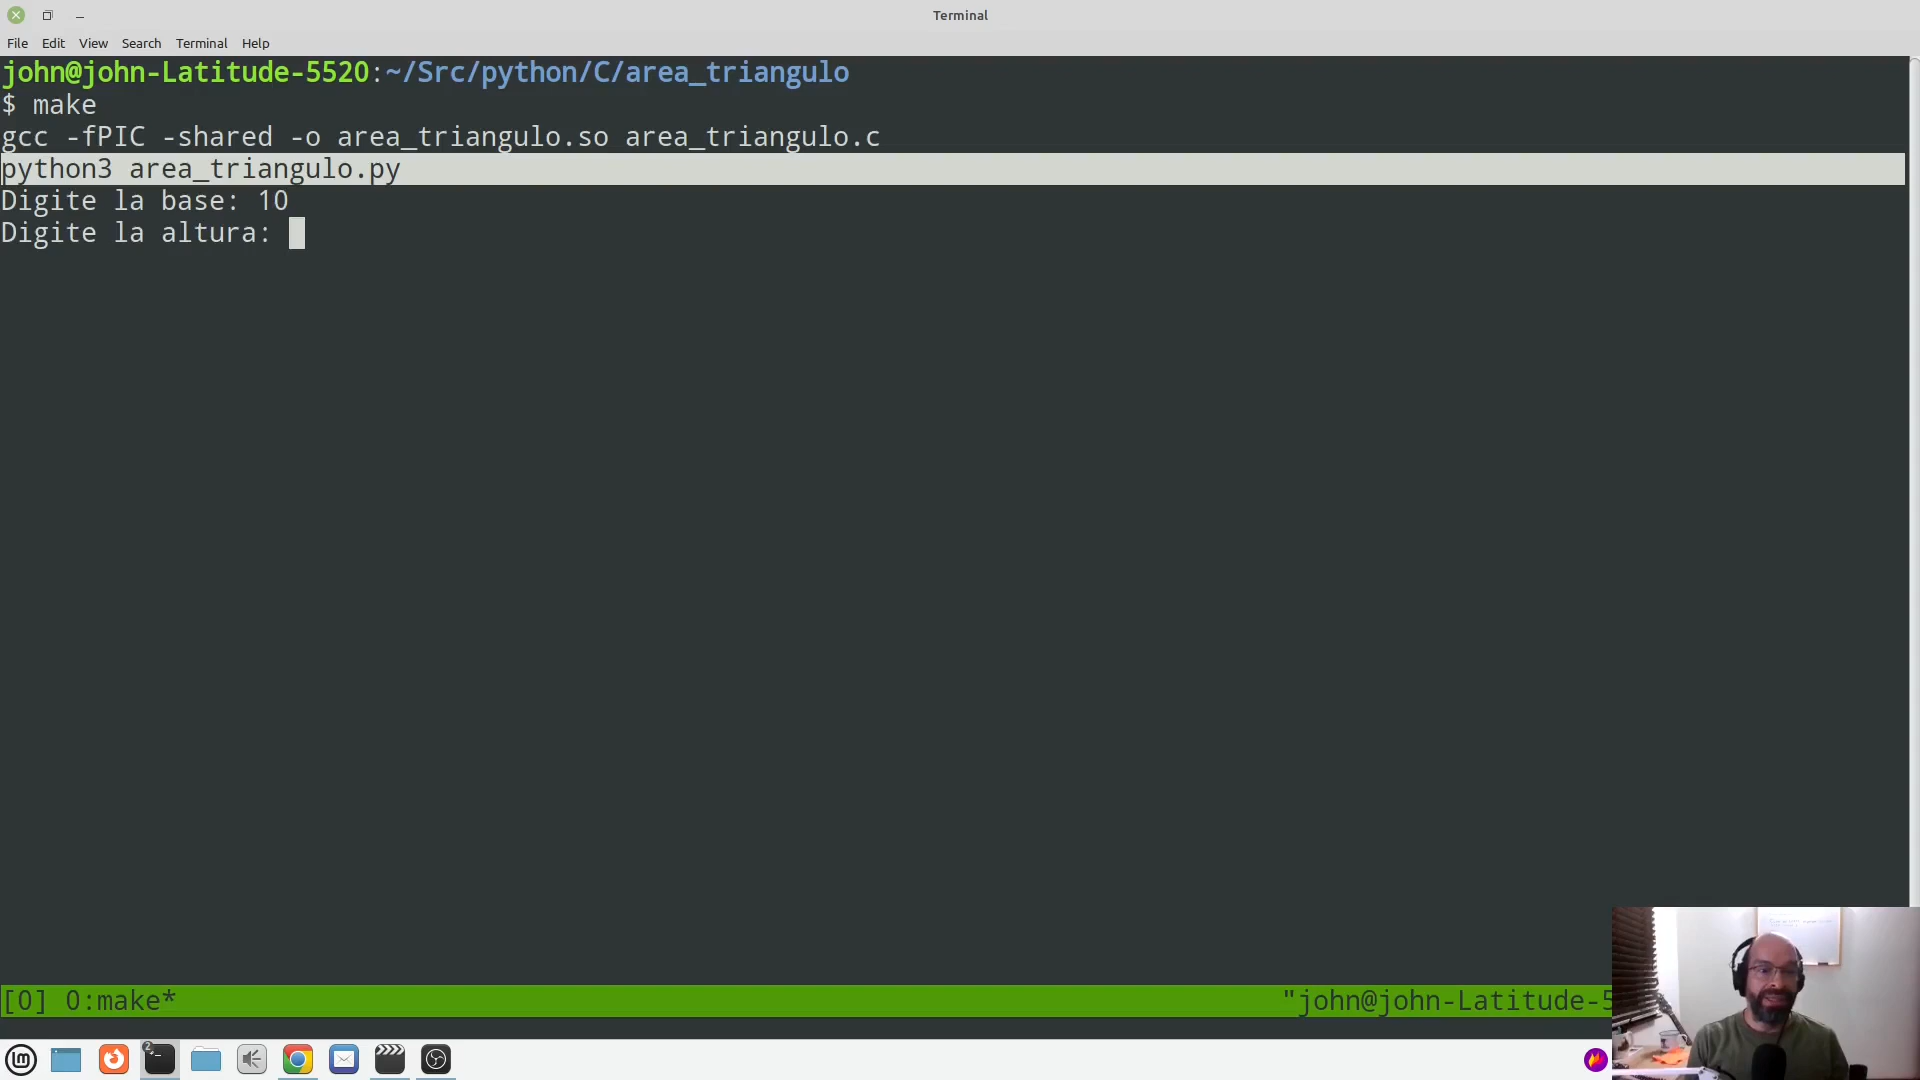 Terminal
File Edit View Search Terminal Help
john@john-Latitude-5520:~/Src/python/C/area_triangulo
$ make
gcc -fPIC -shared -o area_triangulo.so area_triangulo.c
python3 area_triangulo.py
Digite la base: 10
Digite la altura:
[0] 0:make* "john@john-Latitude-5
2